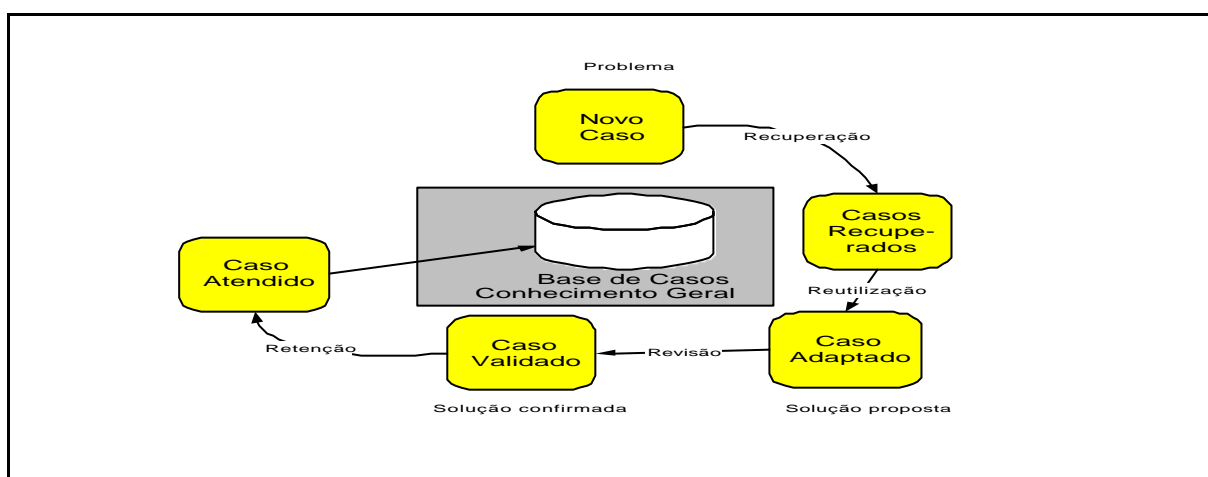 Problema
Novo
Caso
Recuperação
Casos
Recupe-
rados
Reutilização
Caso
Adaptado
Solução proposta
Revisão
Caso
Validado
Solução confirmada
Retenção
Caso
Atendido
Base de Casos
Conhecimento Geral